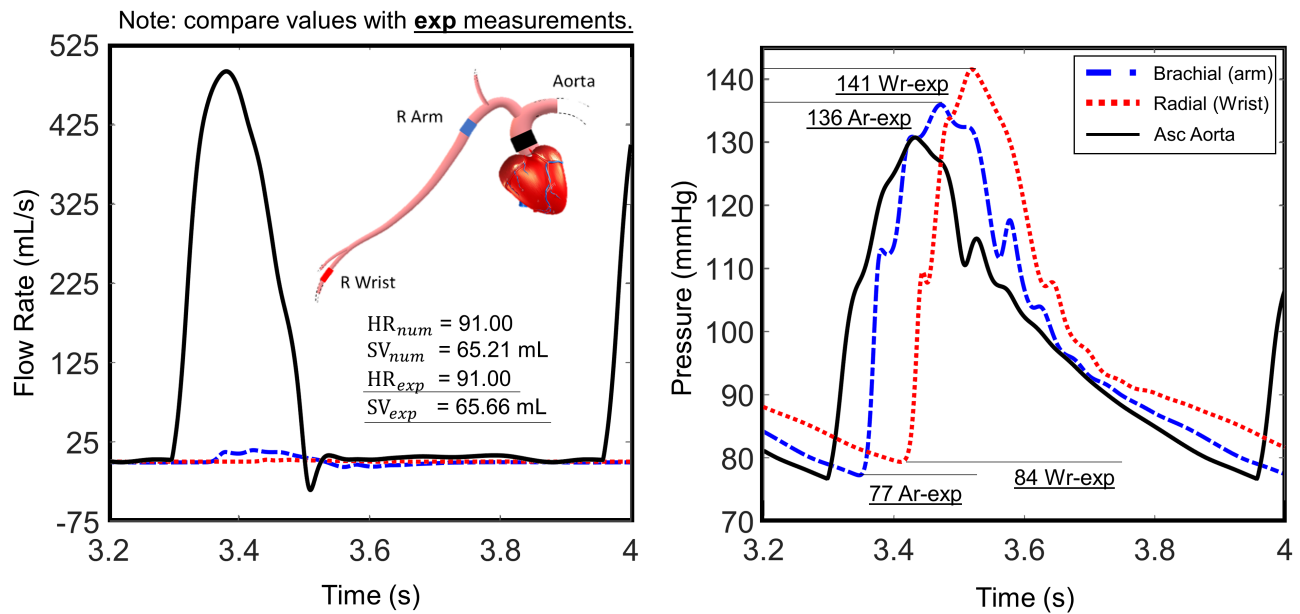 Note: compare values with exp measurements.
525
425
325
225
125
25
-75
Flow Rate (mL/s)
3.2
3.4
3.6
3.8
4
Time (s)
Aorta
R Arm
R Wrist
HRnum = 91.00
SVnum = 65.21 mL
HRexp = 91.00
SVexp = 65.66 mL
140
130
120
110
100
90
80
70
Pressure (mmHg)
3.2
3.4
3.6
3.8
4
Time (s)
141 Wr-exp
136 Ar-exp
Brachial (arm)
Radial (Wrist)
Asc Aorta
84 Wr-exp
77 Ar-exp